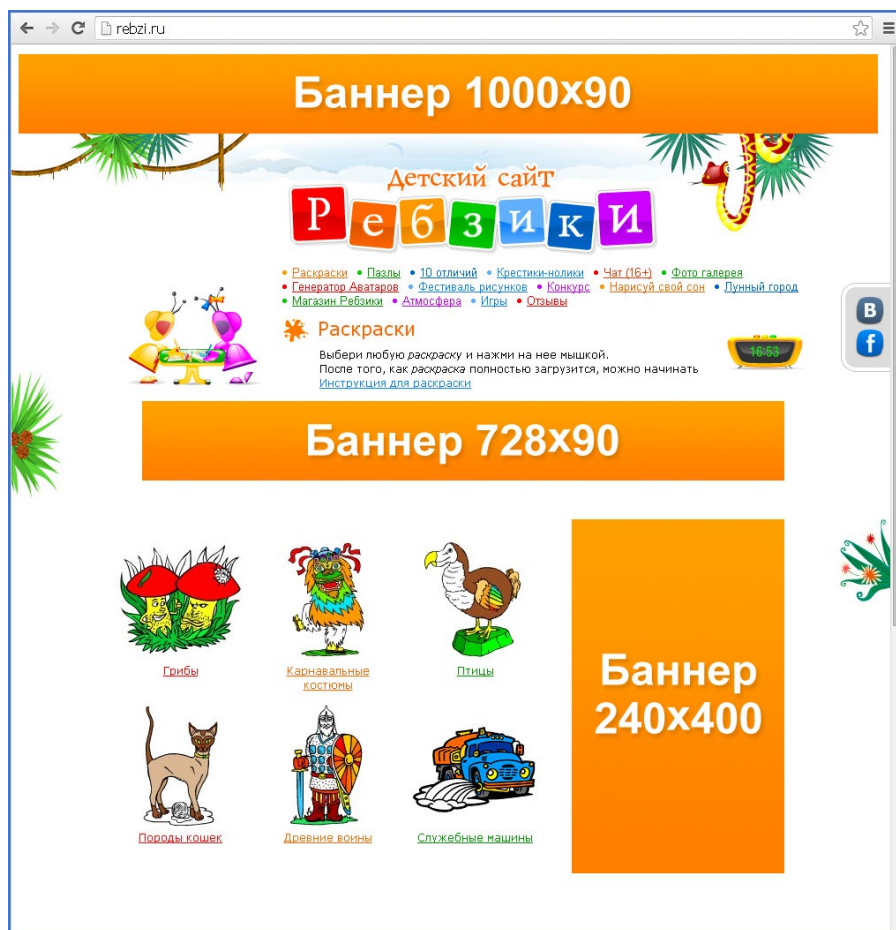 rebzi.ru
Баннер 1000x90
Детский сайт
Ребзики
• Раскраски • Пазлы • 10 отличий • Крестики-нолики • Чат (16+) • Фото галерея
• Генератор Аватаров • Фестиваль рисунков • Конкурс • Нарисуй свой сон • Лунный город
• Магазин Ребзики • Атмосфера • Игры • Отзывы
Раскраски
Выбери любую раскраску и нажми на нее мышкой.
После того, как раскраска полностью загрузится, можно начинать
Инструкция для раскраски
16:53
В
f
Баннер 728x90
Грибы
Карнавальные
костюмы
Птицы
Баннер
240x400
Породы кошек
Древние воины
Служебные машины